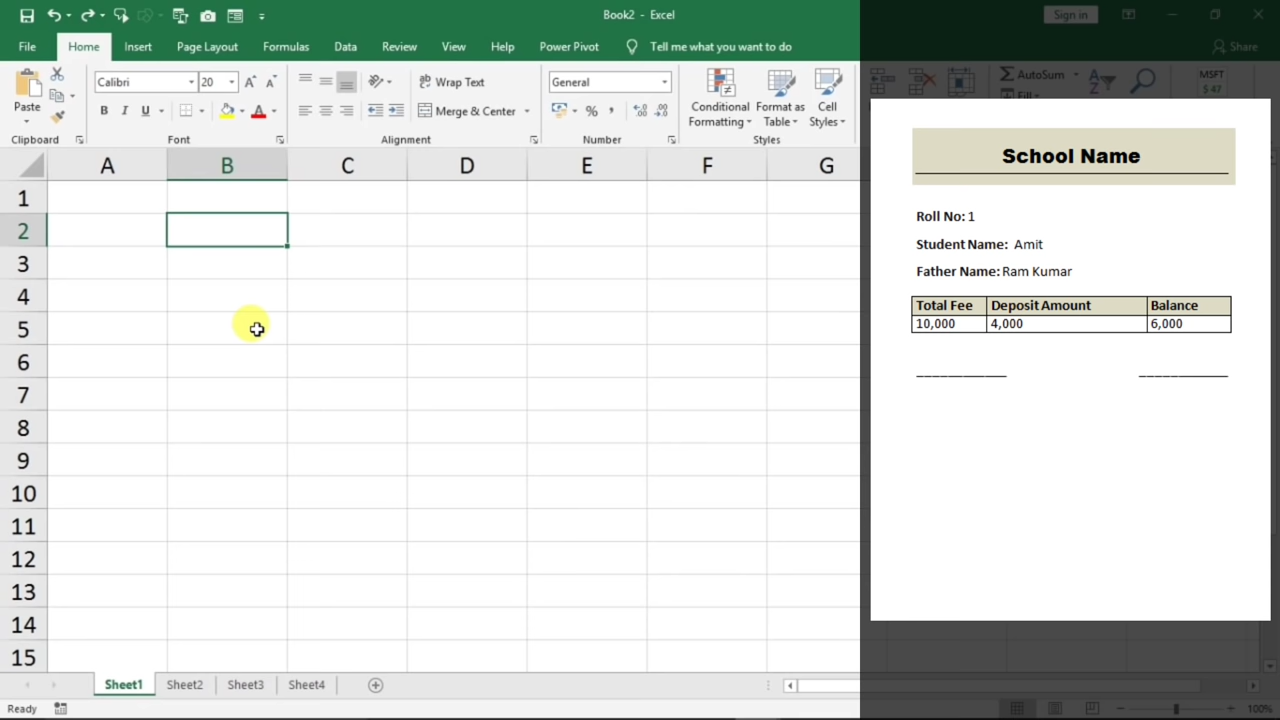 Book2 - Excel
Sign in
File Home Insert Page Layout Formulas Data Review View Help Power Pivot Tell me what you want to do
Share
Calibri 20 Wrap Text General AutoSum MSFT
Paste B I U Merge & Center % , Conditional Formatting Format as Table Cell Styles Fill $ 47
Clipboard Font Alignment Number Styles
A B C D E F G
1
2
3
4
5
6
7
8
9
10
11
12
13
14
15
School Name
Roll No: 1
Student Name: Amit
Father Name: Ram Kumar
Total Fee Deposit Amount Balance
10,000 4,000 6,000
Sheet1 Sheet2 Sheet3 Sheet4
Ready
100%